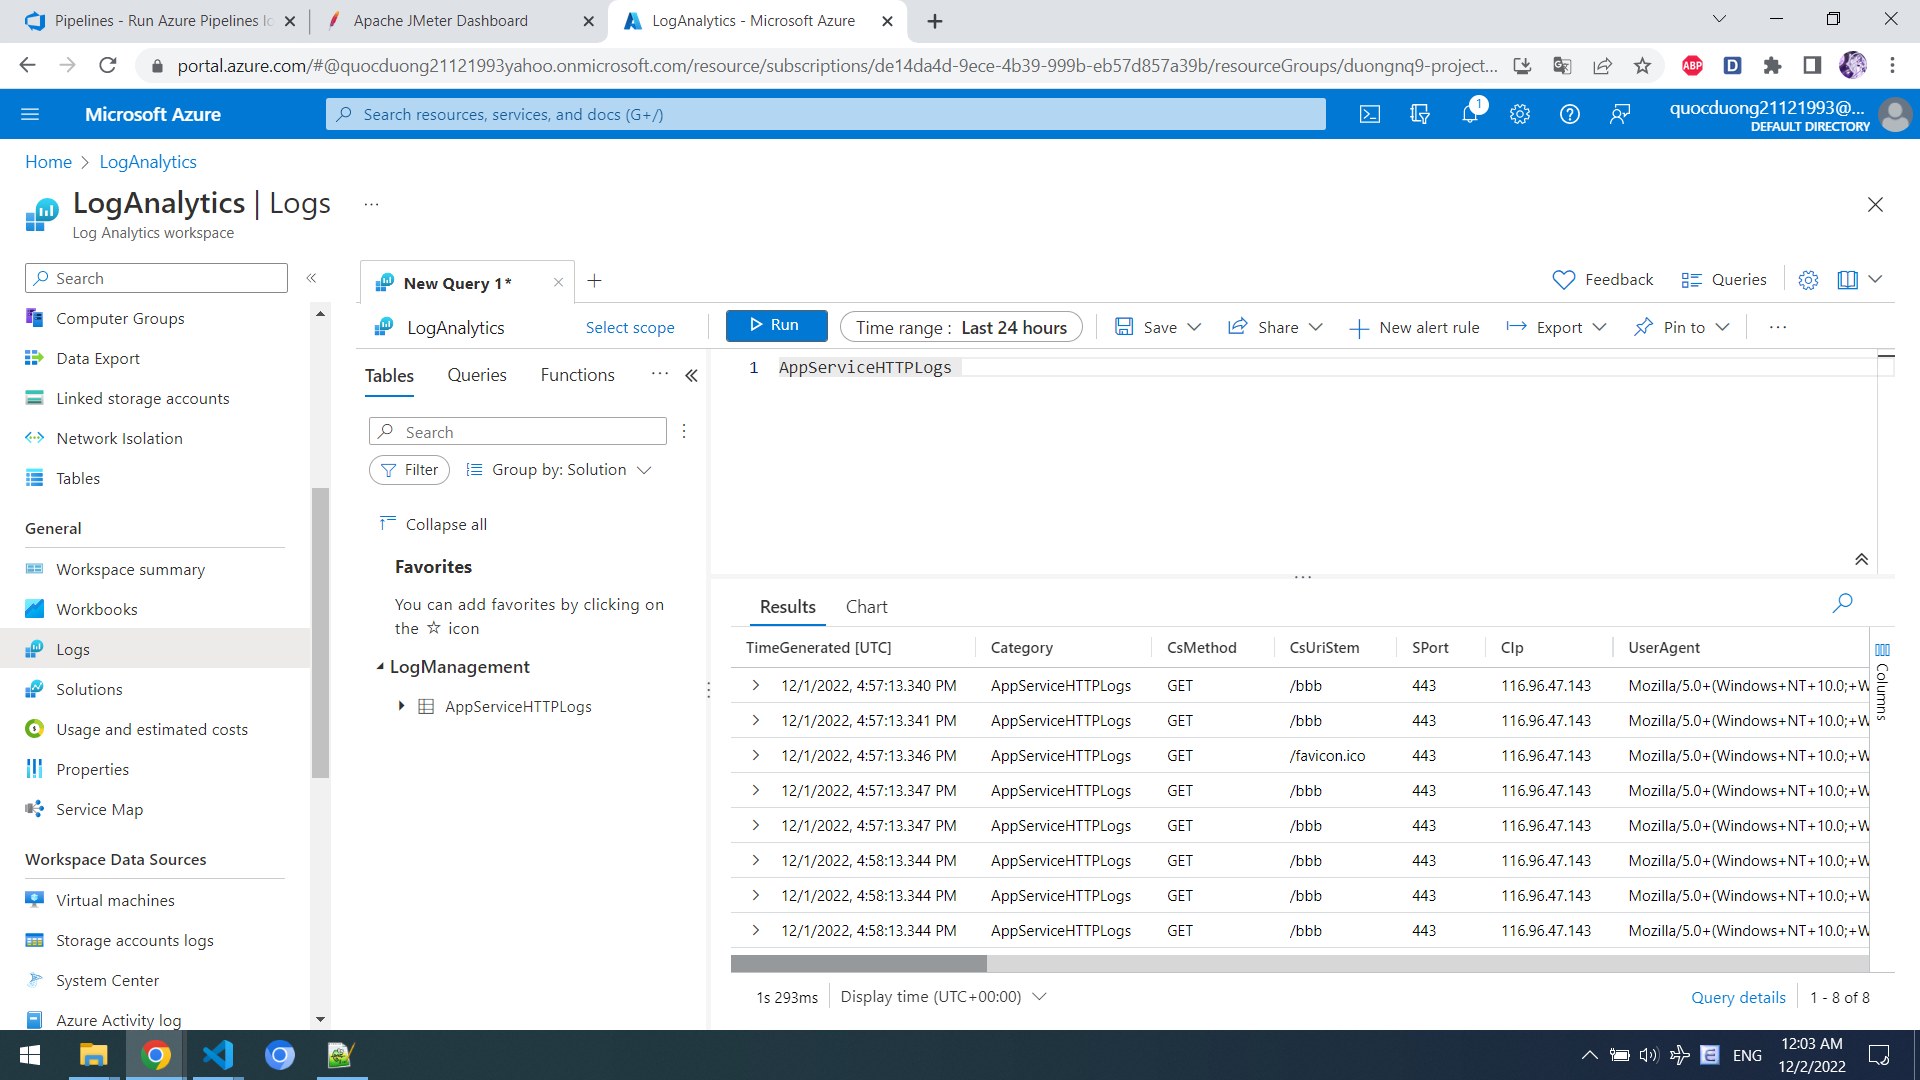 Pipelines - Run Azure Pipelines
Apache JMeter Dashboard
LogAnalytics - Microsoft Azure
portal.azure.com/#@quocduong21121993yahoo.onmicrosoft.com/resource/subscriptions/de14da4d-9ece-4b39-999b-eb57d857a39b/resourceGroups/duongnq9-project...
ABP
D
Microsoft Azure
Search resources, services, and docs (G+/)
1
quocduong21121993@...
DEFAULT DIRECTORY
Home > LogAnalytics
LogAnalytics | Logs
...
Log Analytics workspace
Search
Computer Groups
Data Export
Linked storage accounts
Network Isolation
Tables
General
Workspace summary
Workbooks
Logs
Solutions
Usage and estimated costs
Properties
Service Map
Workspace Data Sources
Virtual machines
Storage accounts logs
System Center
Azure Activity log
New Query 1*
Feedback
Queries
LogAnalytics
Select scope
Run
Time range : Last 24 hours
Save
Share
New alert rule
Export
Pin to
...
Tables
Queries
Functions
...
Search
Filter
Group by: Solution
Collapse all
Favorites
You can add favorites by clicking on
the ☆ icon
LogManagement
AppServiceHTTPLogs
1 AppServiceHTTPLogs
Results
Chart
TimeGenerated [UTC] Category CsMethod CsUriStem SPort CIp UserAgent
12/1/2022, 4:57:13.340 PM AppServiceHTTPLogs GET /bbb 443 116.96.47.143 Mozilla/5.0+(Windows+NT+10.0;+W
12/1/2022, 4:57:13.341 PM AppServiceHTTPLogs GET /bbb 443 116.96.47.143 Mozilla/5.0+(Windows+NT+10.0;+W
12/1/2022, 4:57:13.346 PM AppServiceHTTPLogs GET /favicon.ico 443 116.96.47.143 Mozilla/5.0+(Windows+NT+10.0;+W
12/1/2022, 4:57:13.347 PM AppServiceHTTPLogs GET /bbb 443 116.96.47.143 Mozilla/5.0+(Windows+NT+10.0;+W
12/1/2022, 4:57:13.347 PM AppServiceHTTPLogs GET /bbb 443 116.96.47.143 Mozilla/5.0+(Windows+NT+10.0;+W
12/1/2022, 4:58:13.344 PM AppServiceHTTPLogs GET /bbb 443 116.96.47.143 Mozilla/5.0+(Windows+NT+10.0;+W
12/1/2022, 4:58:13.344 PM AppServiceHTTPLogs GET /bbb 443 116.96.47.143 Mozilla/5.0+(Windows+NT+10.0;+W
12/1/2022, 4:58:13.344 PM AppServiceHTTPLogs GET /bbb 443 116.96.47.143 Mozilla/5.0+(Windows+NT+10.0;+W
Columns
1s 293ms
Display time (UTC+00:00)
Query details
1 - 8 of 8
ENG
12:03 AM
12/2/2022